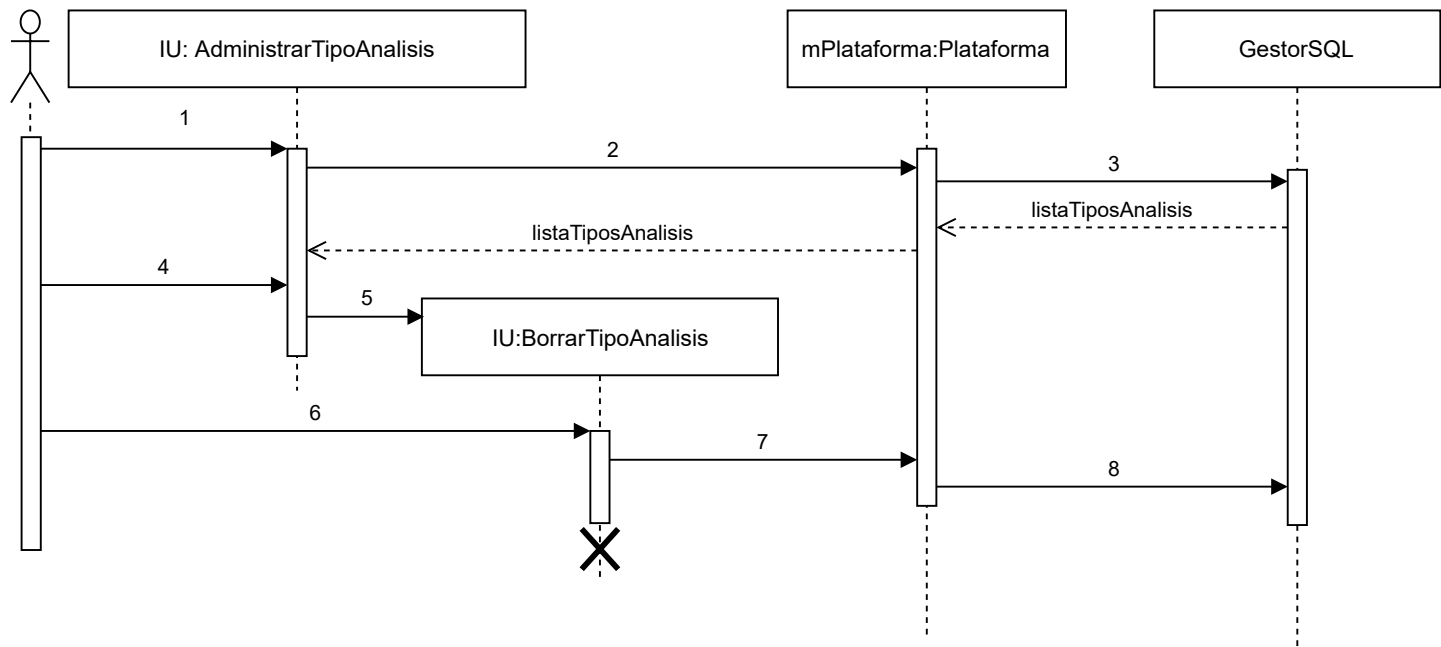 IU: AdministrarTipoAnalisis
mPlataforma:Plataforma
GestorSQL
1
2
3
listaTiposAnalisis
listaTiposAnalisis
4
5
IU:BorrarTipoAnalisis
6
7
8